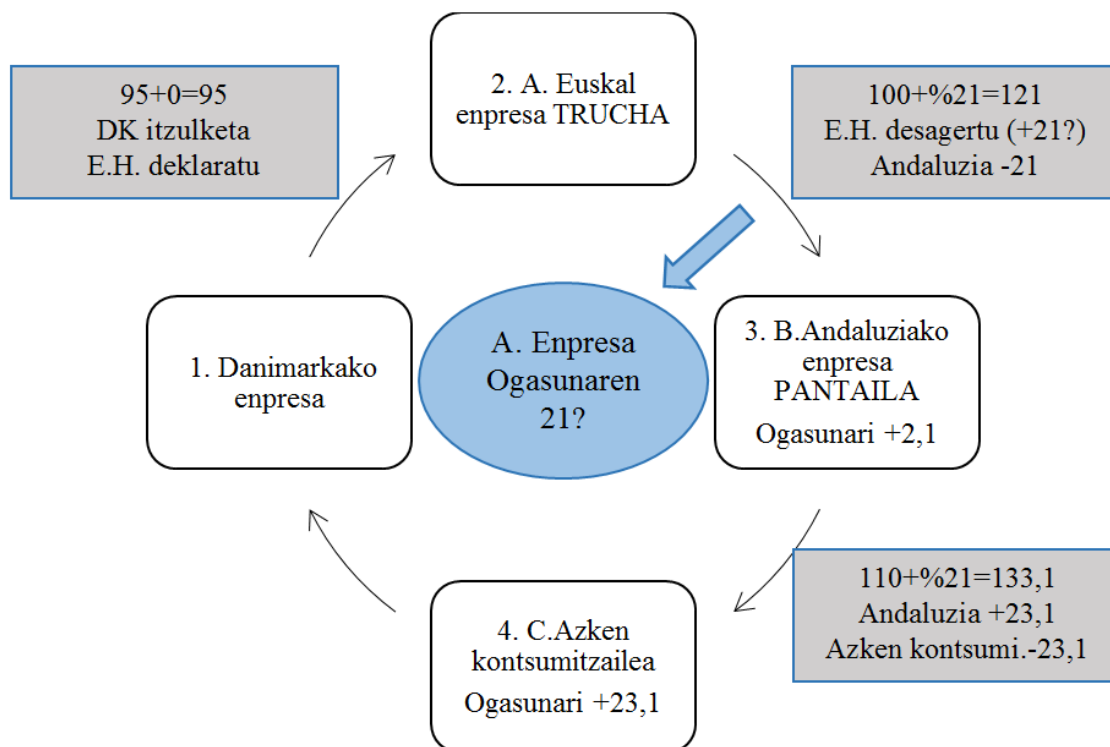 95+0=95
DK itzulketa
E.H. deklaratu
2. A. Euskal
enpresa TRUCHA
100+%21=121
E.H. desagertu (+21?)
Andaluzia -21
1. Danimarkako
enpresa
A. Enpresa
Ogasunaren
21?
3. B.Andaluziako
enpresa
PANTAILA
Ogasunari +2,1
4. C.Azken
kontsumitzailea
Ogasunari +23,1
110+%21=133,1
Andaluzia +23,1
Azken kontsumi.-23,1